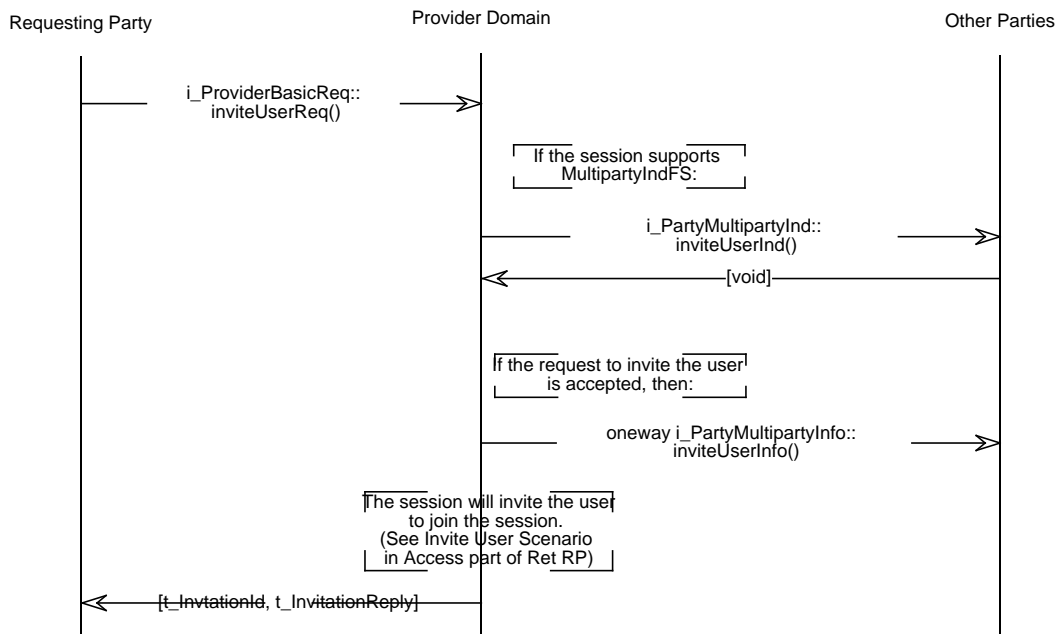 Requesting Party
Provider Domain
Other Parties
i_ProviderBasicReq::
inviteUserReq()
If the session supports
MultipartyIndFS:
i_PartyMultipartyInd::
inviteUserInd()
[void]
If the request to invite the user
is accepted, then:
oneway i_PartyMultipartyInfo::
inviteUserInfo()
The session will invite the user
to join the session.
(See Invite User Scenario
in Access part of Ret RP)
[t_InvtationId, t_InvitationReply]